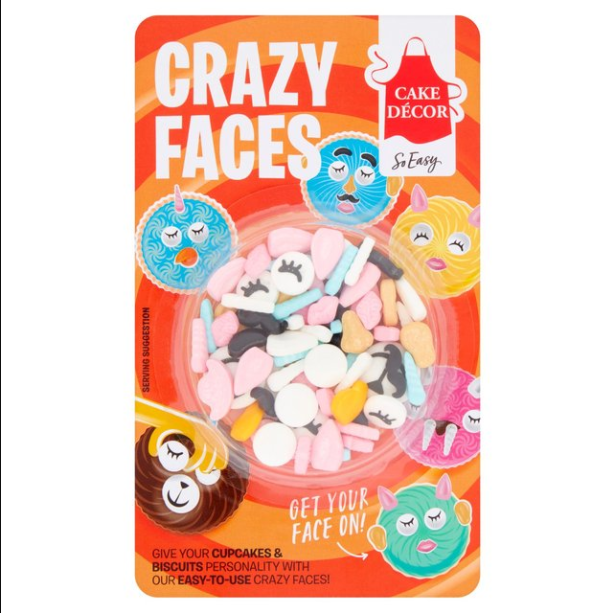 CRAZY
FACES
CAKE
DÉCOR
So Easy
SERVING SUGGESTION
GET YOUR
FACE ON!
GIVE YOUR CUPCAKES &
BISCUITS PERSONALITY WITH
OUR EASY-TO-USE CRAZY FACES!